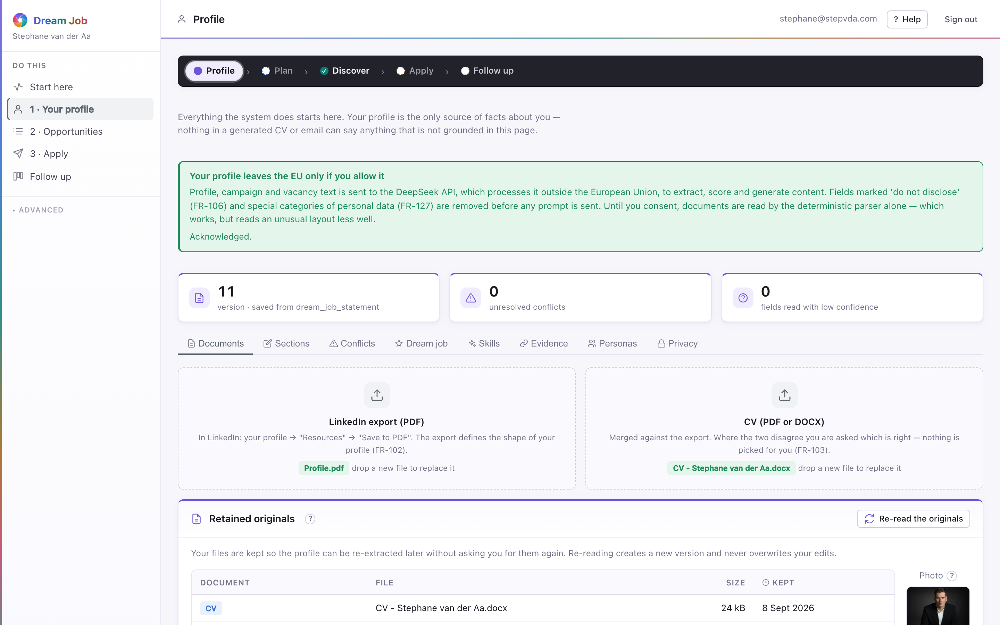 Dream Job
Stephane van der Aa
DO THIS
Start here
1 · Your profile
2 · Opportunities
3 · Apply
Follow up
▸ ADVANCED
Profile
stephane@stepvda.com
? Help
Sign out
Profile › Plan › Discover › Apply › Follow up
Everything the system does starts here. Your profile is the only source of facts about you —
nothing in a generated CV or email can say anything that is not grounded in this page.
Your profile leaves the EU only if you allow it
Profile, campaign and vacancy text is sent to the DeepSeek API, which processes it outside the European Union, to extract, score and generate content. Fields marked 'do not disclose'
(FR-106) and special categories of personal data (FR-127) are removed before any prompt is sent. Until you consent, documents are read by the deterministic parser alone — which
works, but reads an unusual layout less well.
Acknowledged.
11
version · saved from dream_job_statement
0
unresolved conflicts
0
fields read with low confidence
Documents Sections Conflicts Dream job Skills Evidence Personas Privacy
LinkedIn export (PDF)
In LinkedIn: your profile → "Resources" → "Save to PDF". The export defines the shape of your
profile (FR-102).
Profile.pdf drop a new file to replace it
CV (PDF or DOCX)
Merged against the export. Where the two disagree you are asked which is right — nothing is
picked for you (FR-103).
CV - Stephane van der Aa.docx drop a new file to replace it
Retained originals ?
Re-read the originals
Your files are kept so the profile can be re-extracted later without asking you for them again. Re-reading creates a new version and never overwrites your edits.
DOCUMENT FILE SIZE KEPT
CV CV - Stephane van der Aa.docx 24 kB 8 Sept 2026
Photo ?